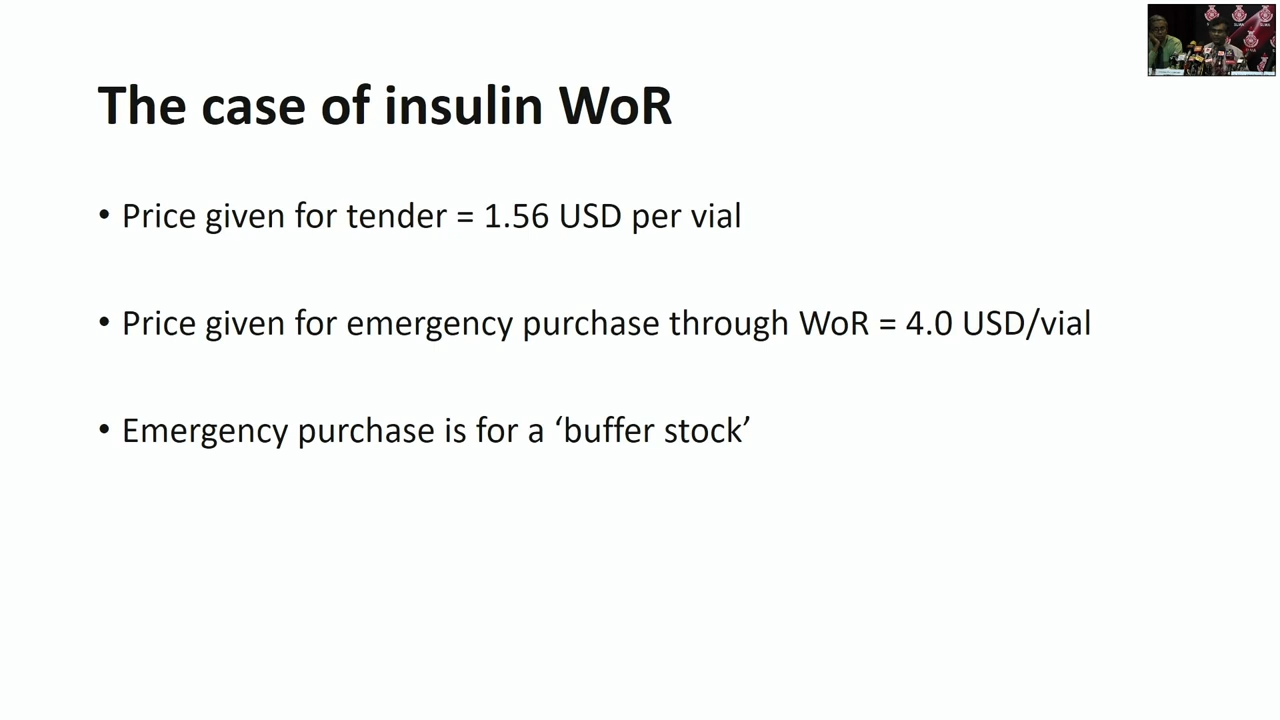 The case of insulin WoR
• Price given for tender = 1.56 USD per vial
• Price given for emergency purchase through WoR = 4.0 USD/vial
• Emergency purchase is for a ‘buffer stock’